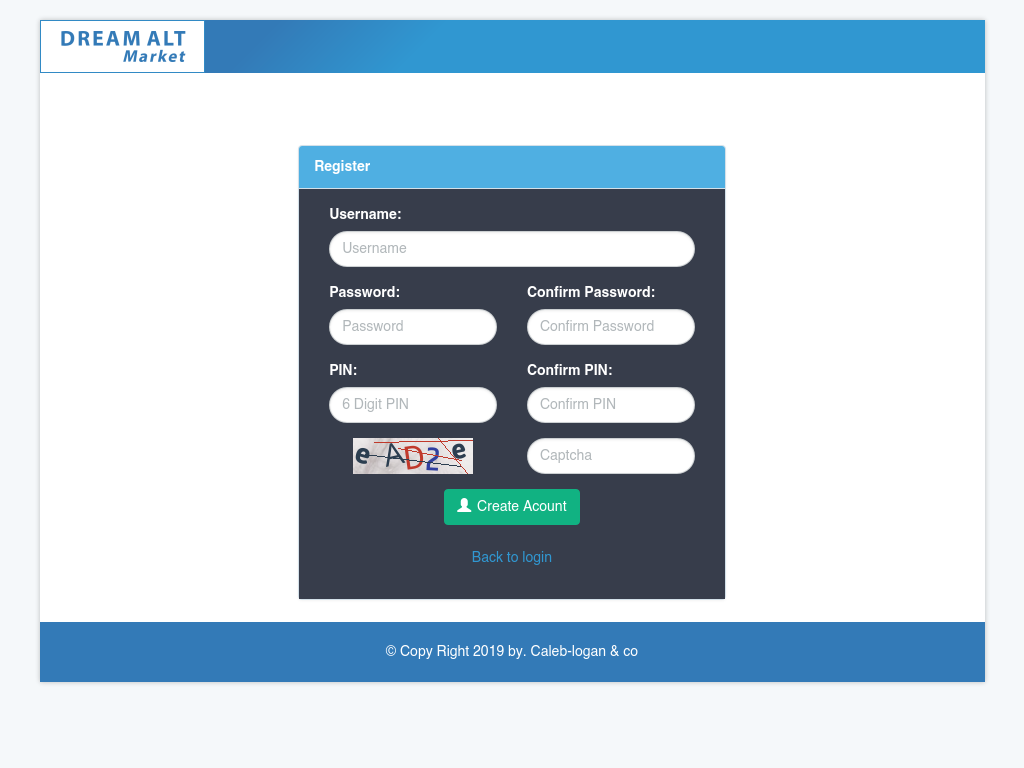 DREAM ALT
Market
Register
Username:
Username
Password: Confirm Password:
Password Confirm Password
PIN: Confirm PIN:
6 Digit PIN Confirm PIN
eAD2e Captcha
Create Acount
Back to login
© Copy Right 2019 by. Caleb-logan & co